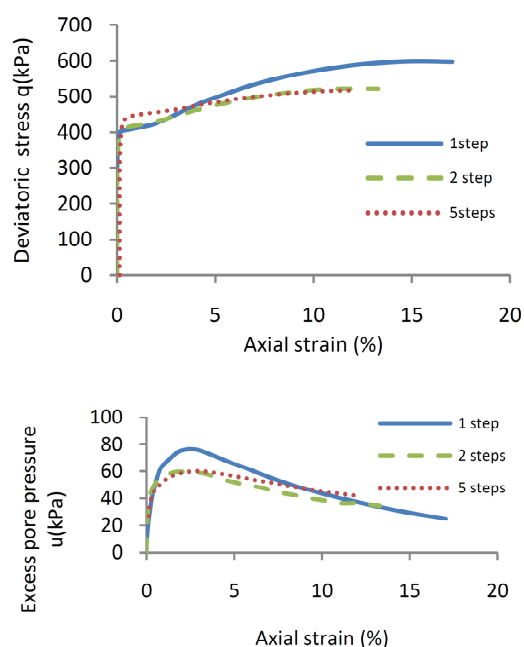 Deviatoric stress q(kPa)
700
600
500
400
300
200
100
0
1step
2 step
5steps
0 5 10 15 20
Axial strain (%)
Excess pore pressure
u(kPa)
100
80
60
40
20
0
1 step
2 steps
5 steps
0 5 10 15 20
Axial strain (%)